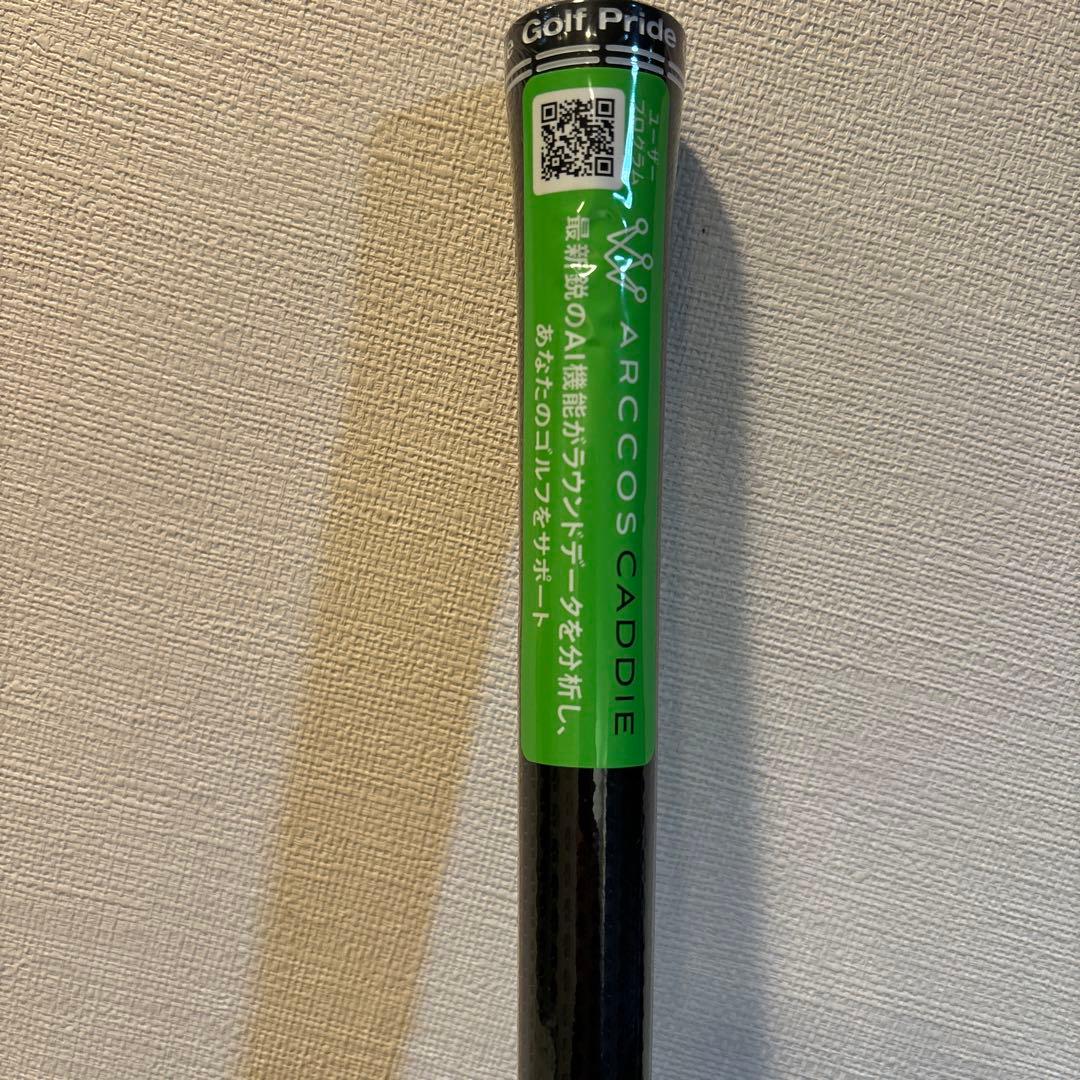 Golf Pride
ユーザー
プログラム
ARCCOS CADDIE
最新鋭のAI機能がラウンドデータを分析し、
あなたのゴルフをサポート